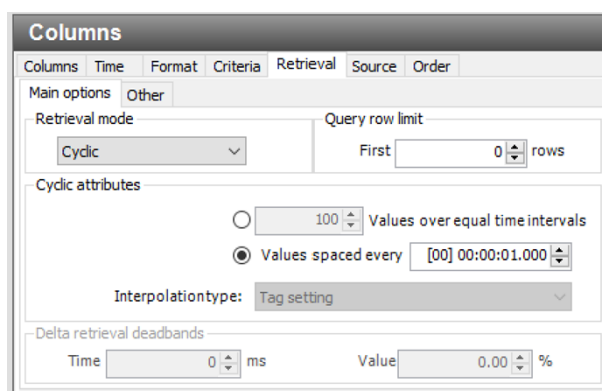 Columns
Columns Time Format Criteria Retrieval Source Order
Main options Other
Retrieval mode Query row limit
Cyclic First 0 rows
Cyclic attributes
100 Values over equal time intervals
Values spaced every [00] 00:00:01.000
Interpolation type: Tag setting
Delta retrieval deadbands
Time 0 ms Value 0.00 %